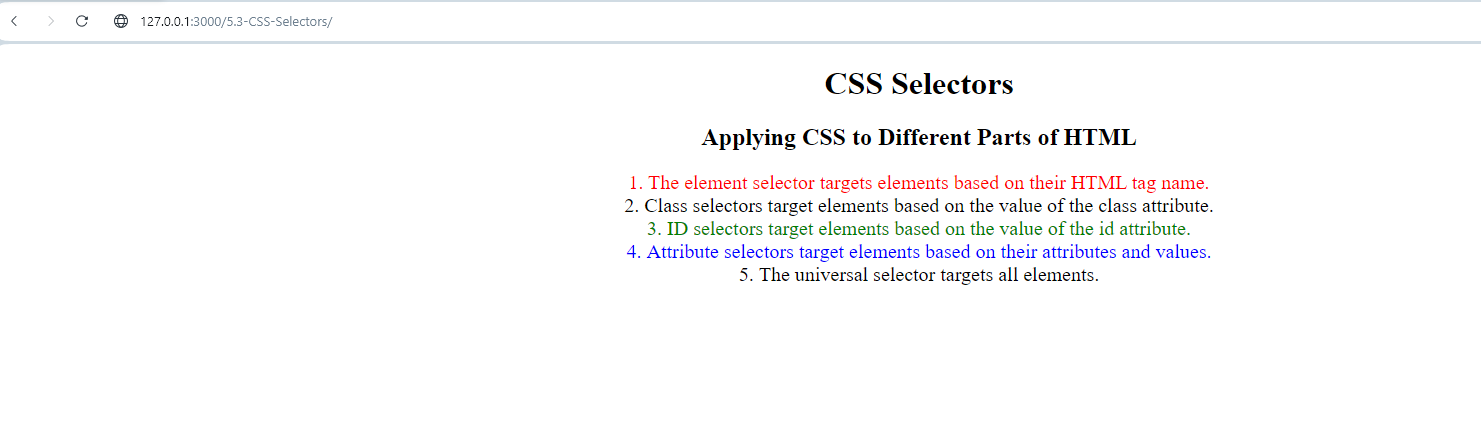 127.0.0.1:3000/5.3-CSS-Selectors/
CSS Selectors
Applying CSS to Different Parts of HTML
1. The element selector targets elements based on their HTML tag name.
2. Class selectors target elements based on the value of the class attribute.
3. ID selectors target elements based on the value of the id attribute.
4. Attribute selectors target elements based on their attributes and values.
5. The universal selector targets all elements.